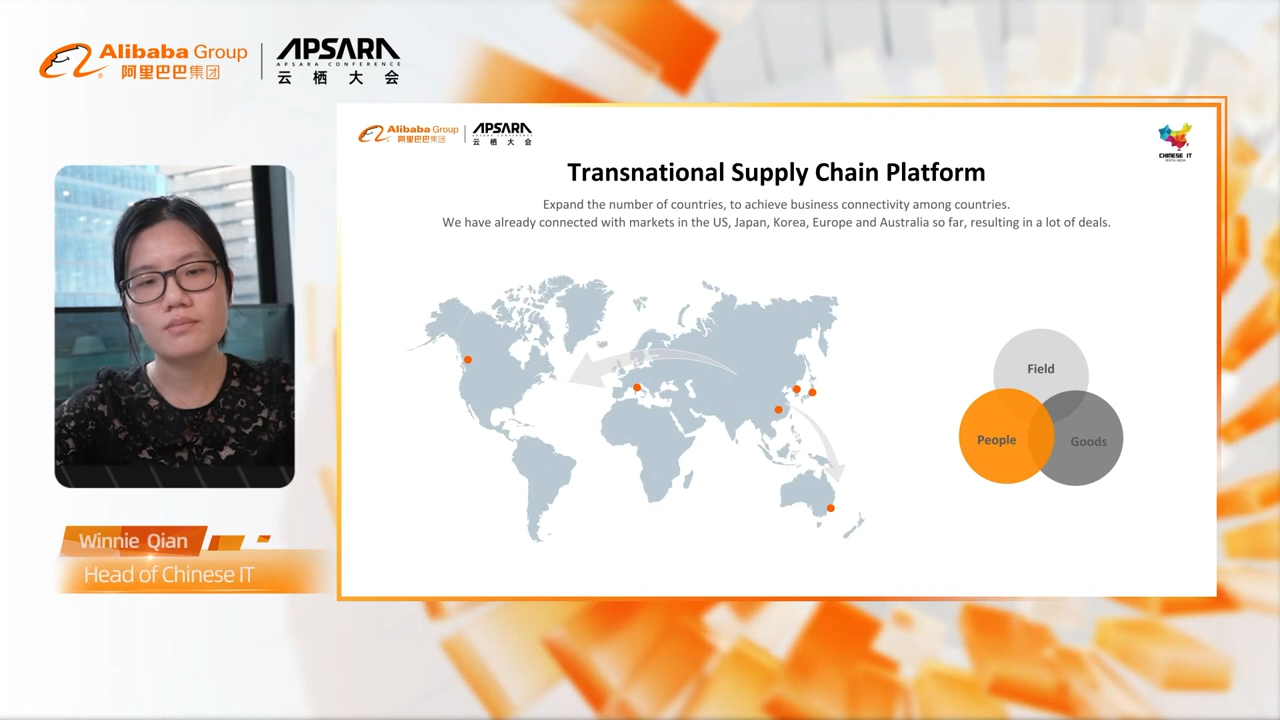 Alibaba Group
阿里巴巴集团
APSARA
APSARA CONFERENCE
云栖大会
Alibaba Group
阿里巴巴集团
APSARA
APSARA CONFERENCE
云栖大会
CHINESE IT
Transnational Supply Chain Platform
Expand the number of countries, to achieve business connectivity among countries.
We have already connected with markets in the US, Japan, Korea, Europe and Australia so far, resulting in a lot of deals.
Field
People
Goods
Winnie Qian
Head of Chinese IT